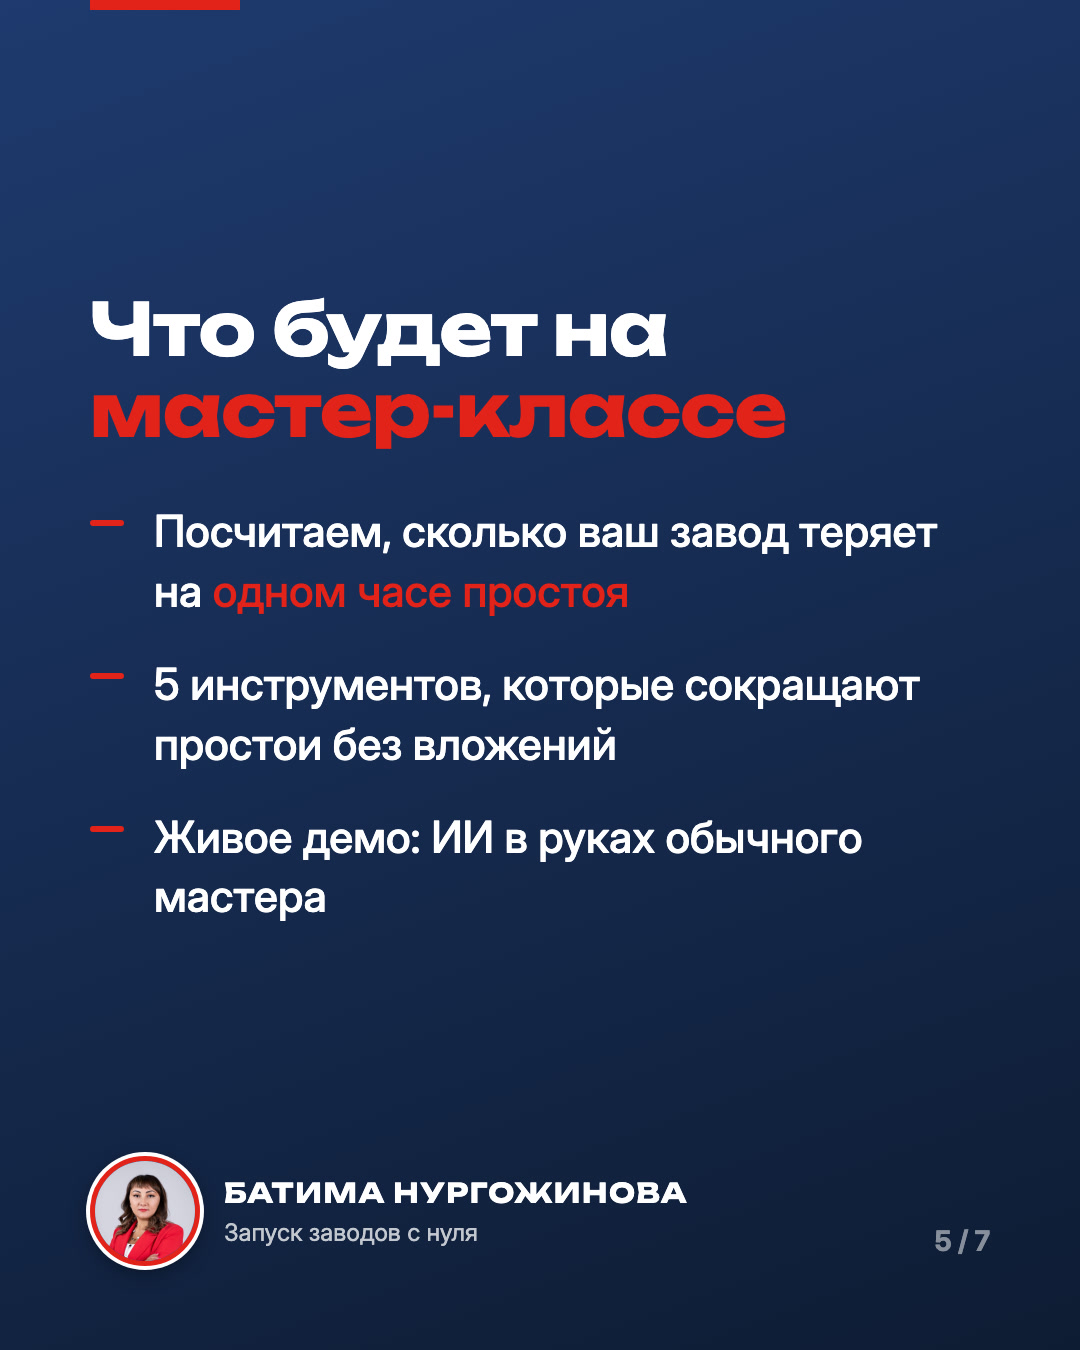 Что будет на
мастер-классе
Посчитаем, сколько ваш завод теряет
на одном часе простоя
5 инструментов, которые сокращают
простои без вложений
Живое демо: ИИ в руках обычного
мастера
БАТИМА НУРГОЖИНОВА
Запуск заводов с нуля
5 / 7